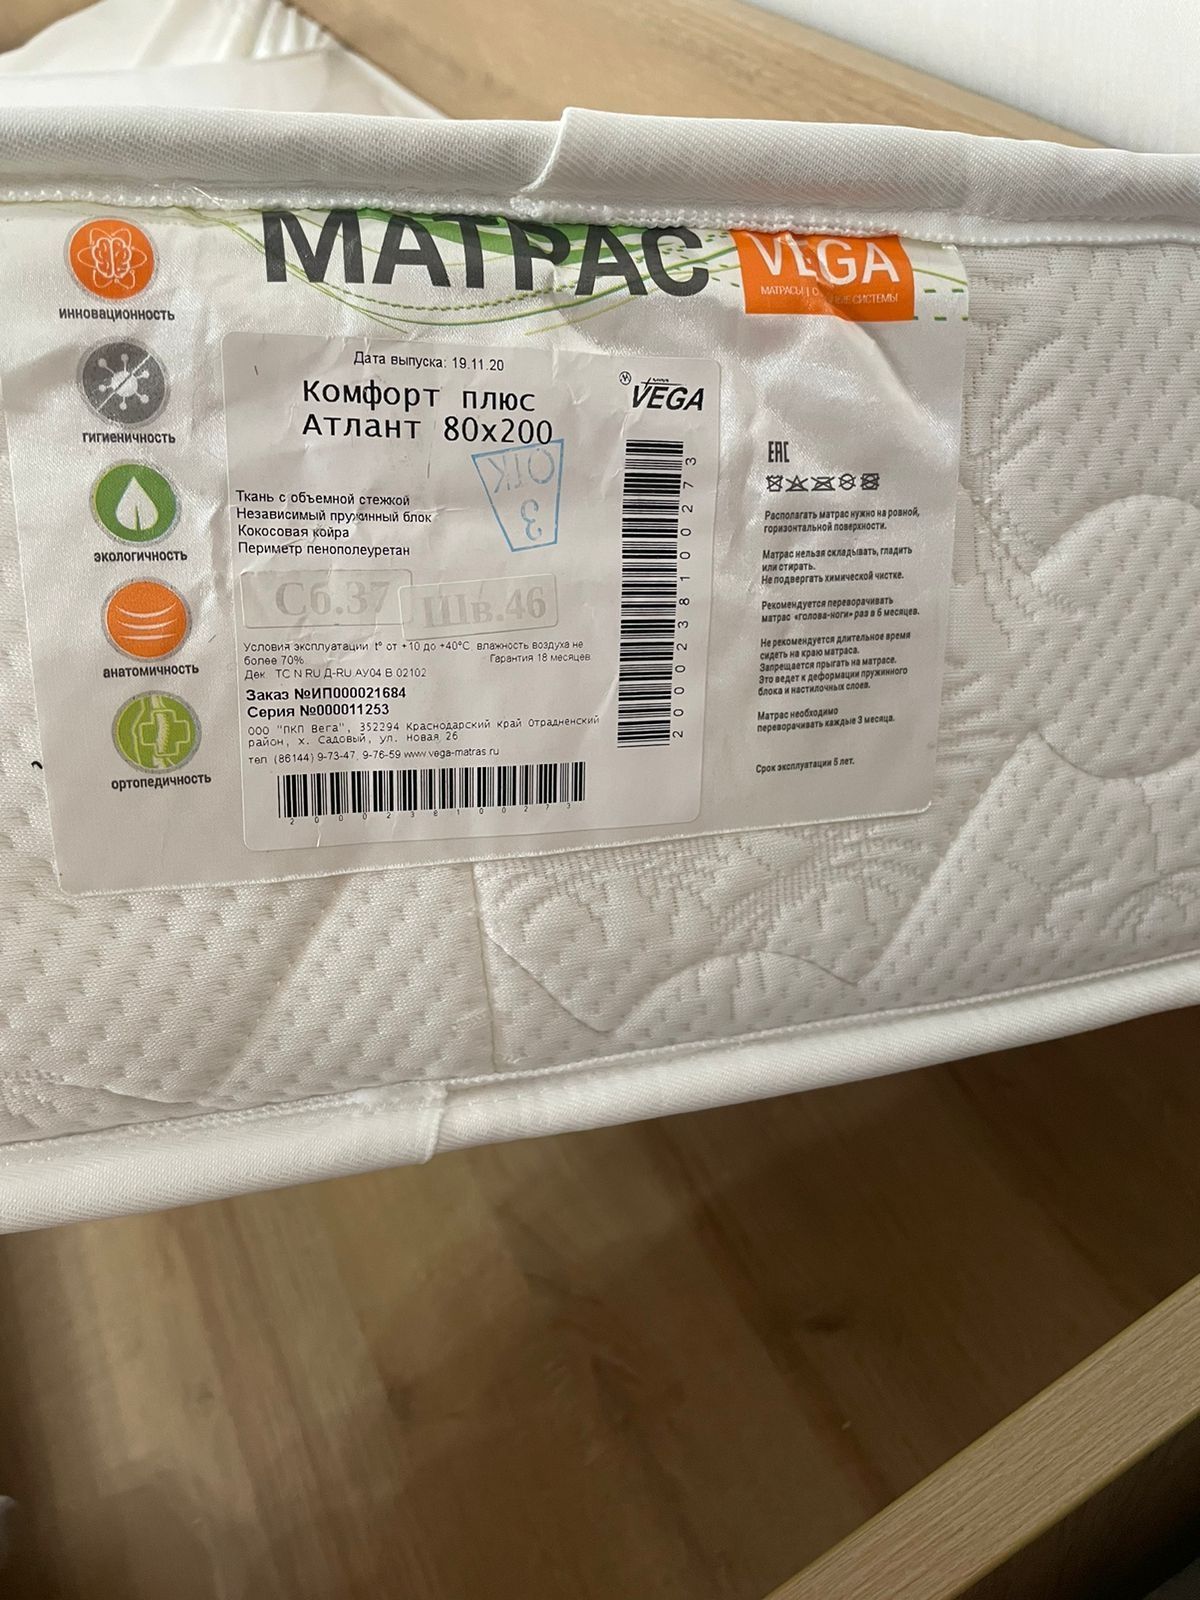 МАТРАС
VEGA
инновационность
гигиеничность
экологичность
анатомичность
ортопедичность
Дата выпуска: 19.11.20
Комфорт плюс
Атлант 80x200
VEGA
ОТК
3
Ткань с объемной стежкой
Независимый пружинный блок
Кокосовая койра
Периметр пенополеуретан
Сб.37
Шв.46
Условия эксплуатации t° от +10 до +40°С, влажность воздуха не
более 70% Гарантия 18 месяцев
Дек ТС N RU Д-RU АУ04 В 02102
Заказ №ИП000021684
Серия №000011253
ООО "ПКП Вега", 352294 Краснодарский край Отрадненский
район, х. Садовый, ул. Новая 26
тел (86144) 9-73-47, 9-76-59 www.vega-matras.ru
2000238100273
2000238100273
EAC
Располагать матрас нужно на ровной,
горизонтальной поверхности.
Матрас нельзя складывать, гладить
или стирать.
Не подвергать химической чистке.
Рекомендуется переворачивать
матрас «голова-ноги» раз в 6 месяцев.
Не рекомендуется длительное время
сидеть на краю матраса.
Запрещается прыгать на матрасе.
Это ведет к деформации пружинного
блока и настилочных слоев.
Матрас необходимо
переворачивать каждые 3 месяца.
Срок эксплуатации 5 лет.